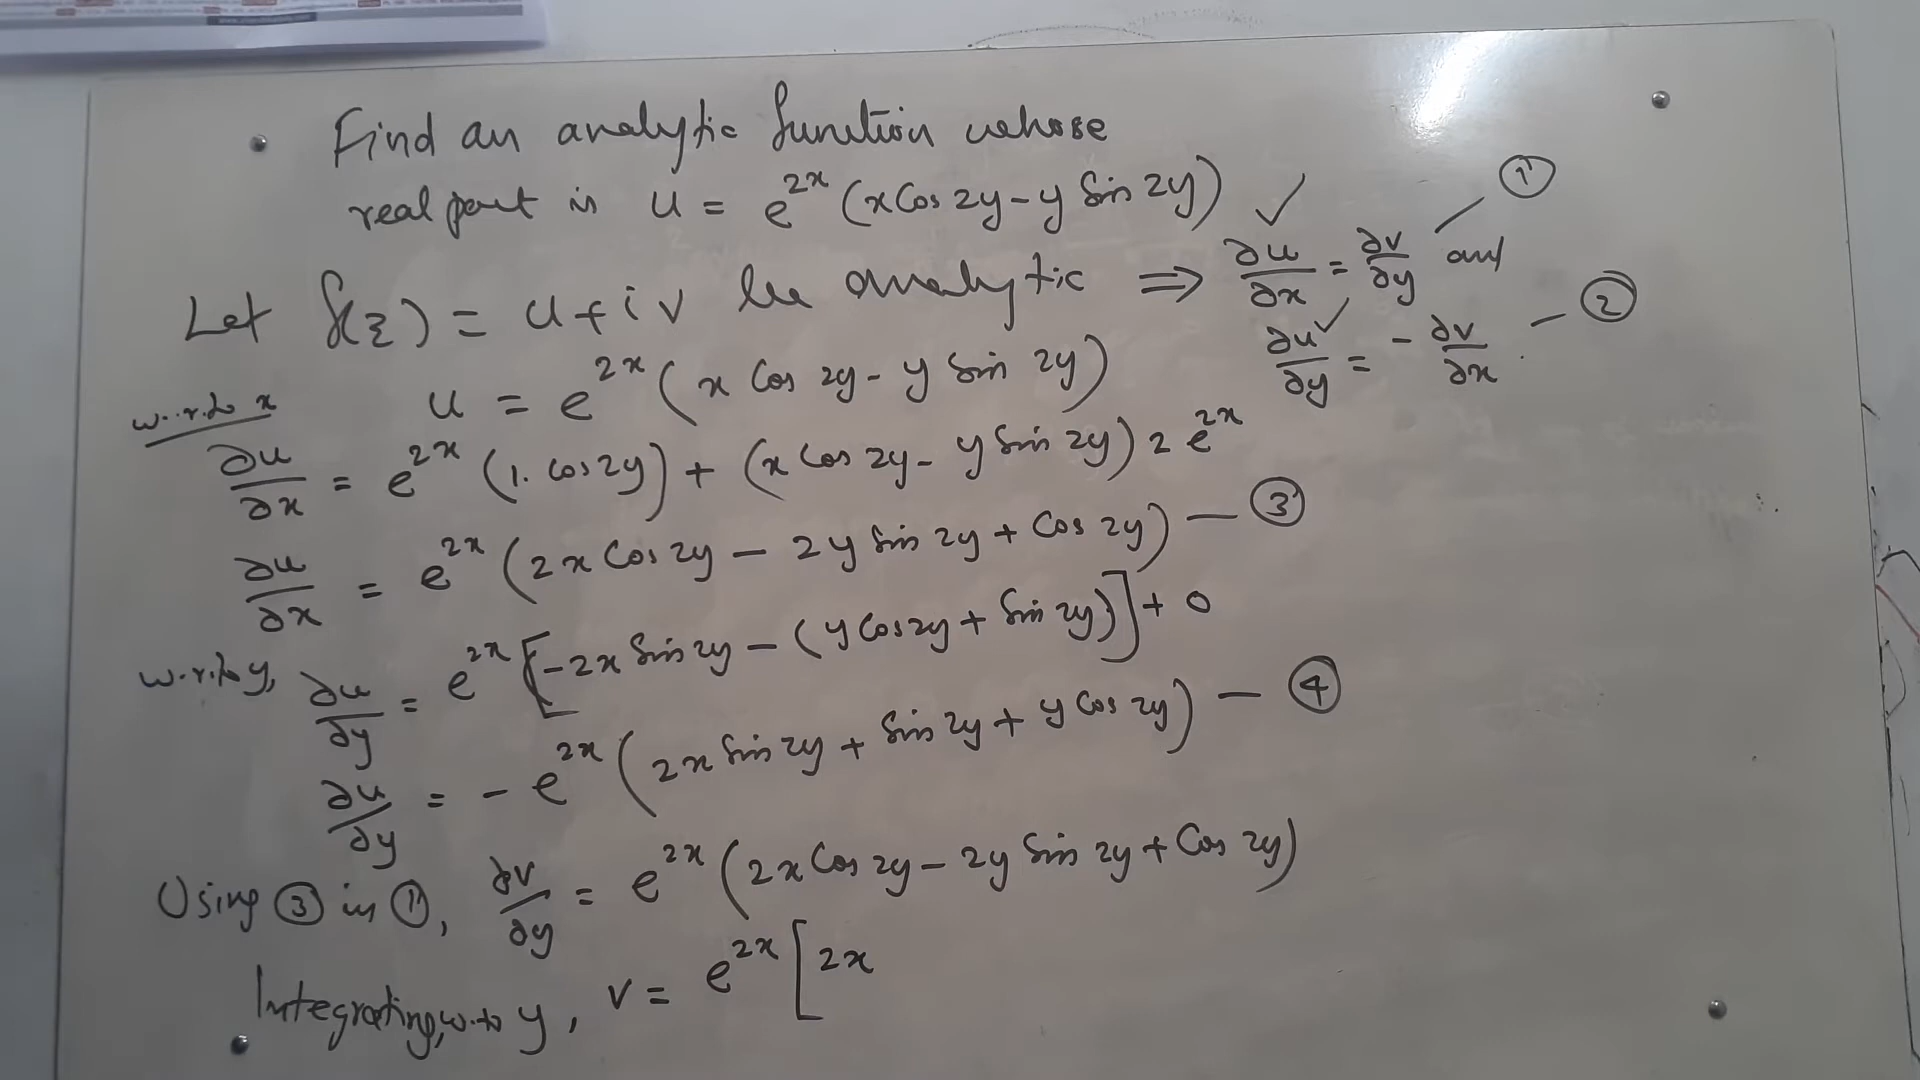 Find an analytic function whose
real part is u = e^{2x} (x Cos 2y - y Sin 2y) ✓
Let f(z) = u + iv be analytic ⇒ ∂u/∂x = ∂v/∂y and — ①
∂u/∂y = - ∂v/∂x . — ②
u = e^{2x} (x Cos 2y - y Sin 2y)
w.r.to x
∂u/∂x = e^{2x} (1. cos 2y) + (x Cos 2y - y Sin 2y) 2 e^{2x}
∂u/∂x = e^{2x} (2x Cos 2y - 2y Sin 2y + Cos 2y) — ③
w.r.to y, ∂u/∂y = e^{2x} [-2x Sin 2y - (y Cos 2y + Sin 2y)] + 0
∂u/∂y = - e^{2x} (2x Sin 2y + Sin 2y + y Cos 2y) — ④
Using ③ in ①, ∂v/∂y = e^{2x} (2x Cos 2y - 2y Sin 2y + Cos 2y)
Integrating, w.to y, v = e^{2x} [2x